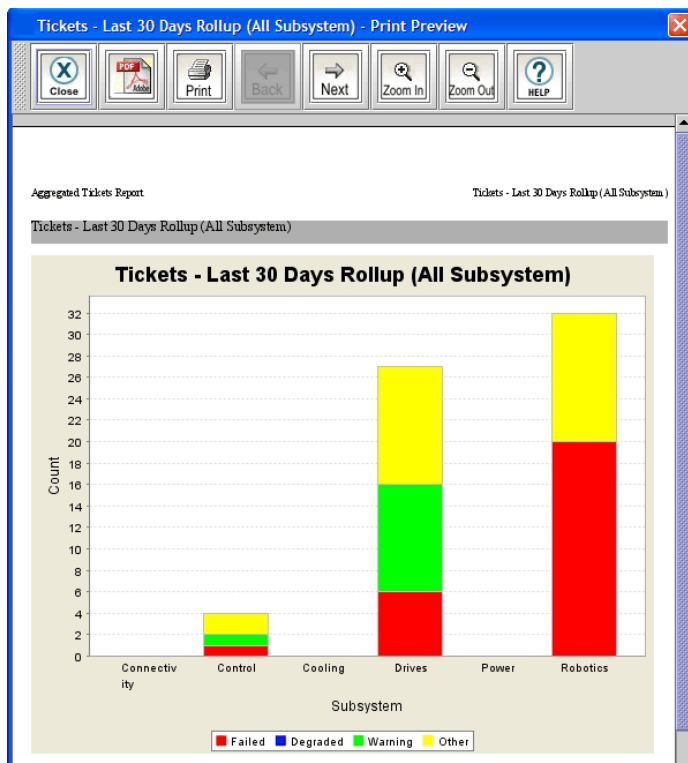 Tickets - Last 30 Days Rollup (All Subsystem) - Print Preview
X
Close
PDF
Adobe
Print
Back
Next
Zoom In
Zoom Out
?
HELP
Aggregated Tickets Report
Tickets - Last 30 Days Rollup (All Subsystem)
Tickets - Last 30 Days Rollup (All Subsystem)
Tickets - Last 30 Days Rollup (All Subsystem)
32
30
28
26
24
22
20
18
16
14
12
10
8
6
4
2
0
Count
Connectiv
ity
Control
Cooling
Drives
Power
Robotics
Subsystem
Failed Degraded Warning Other